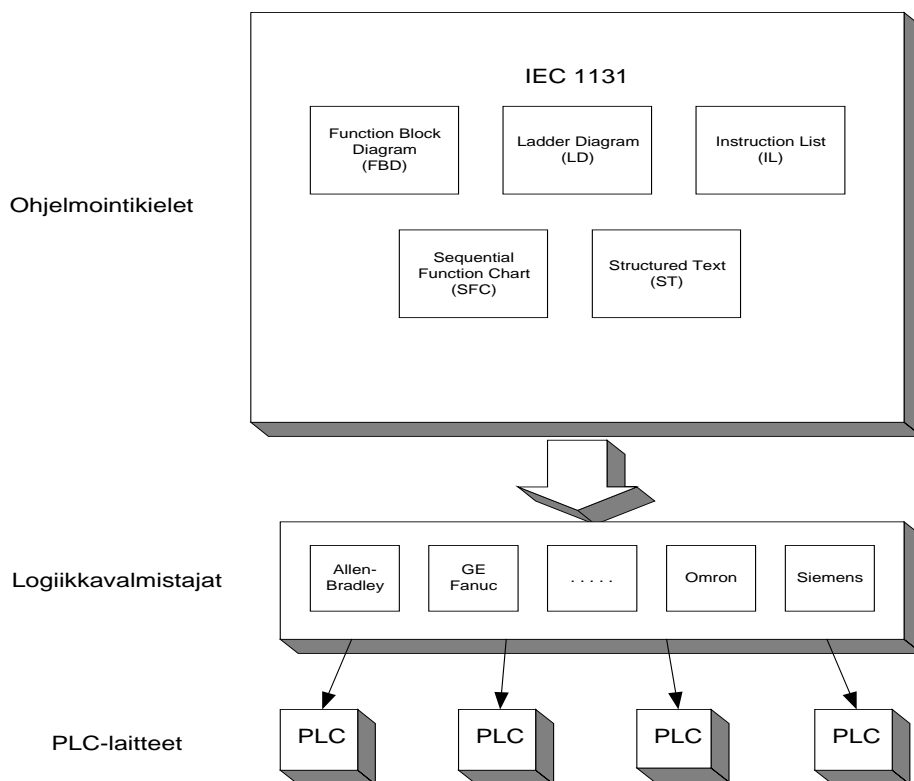 IEC 1131
Function Block
Diagram
(FBD)
Ladder Diagram
(LD)
Instruction List
(IL)
Ohjelmointikielet
Sequential
Function Chart
(SFC)
Structured Text
(ST)
Logiikkavalmistajat
Allen-
Bradley
GE
Fanuc
. . . . .
Omron
Siemens
PLC-laitteet
PLC
PLC
PLC
PLC